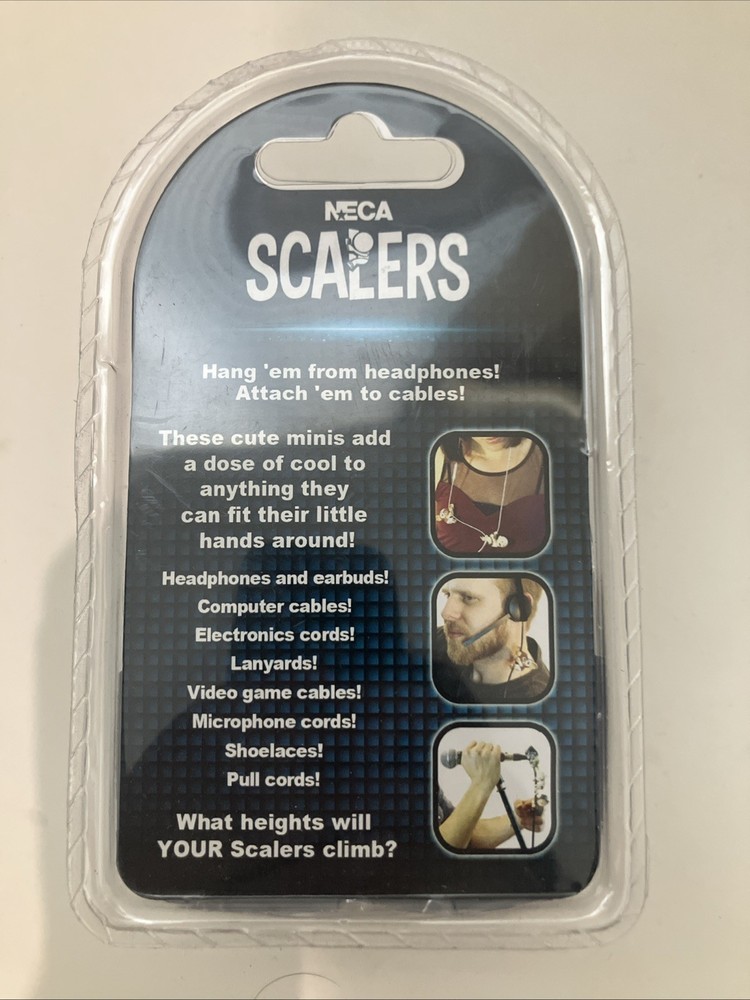 NECA
SCALERS
Hang 'em from headphones!
Attach 'em to cables!
These cute minis add
a dose of cool to
anything they
can fit their little
hands around!
Headphones and earbuds!
Computer cables!
Electronics cords!
Lanyards!
Video game cables!
Microphone cords!
Shoelaces!
Pull cords!
What heights will
YOUR Scalers climb?